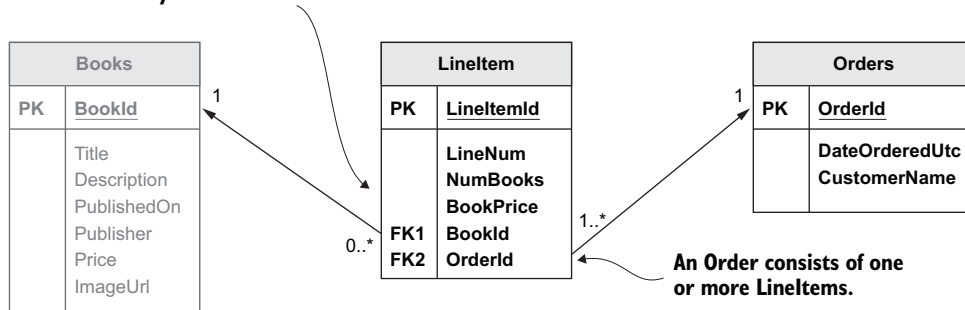 Books
PK BookId
Title
Description
PublishedOn
Publisher
Price
ImageUrl
1
0..*
LineItem
PK LineItemId
LineNum
NumBooks
BookPrice
FK1 BookId
FK2 OrderId
1
1..*
Orders
PK OrderId
DateOrderedUtc
CustomerName
An Order consists of one
or more LineItems.